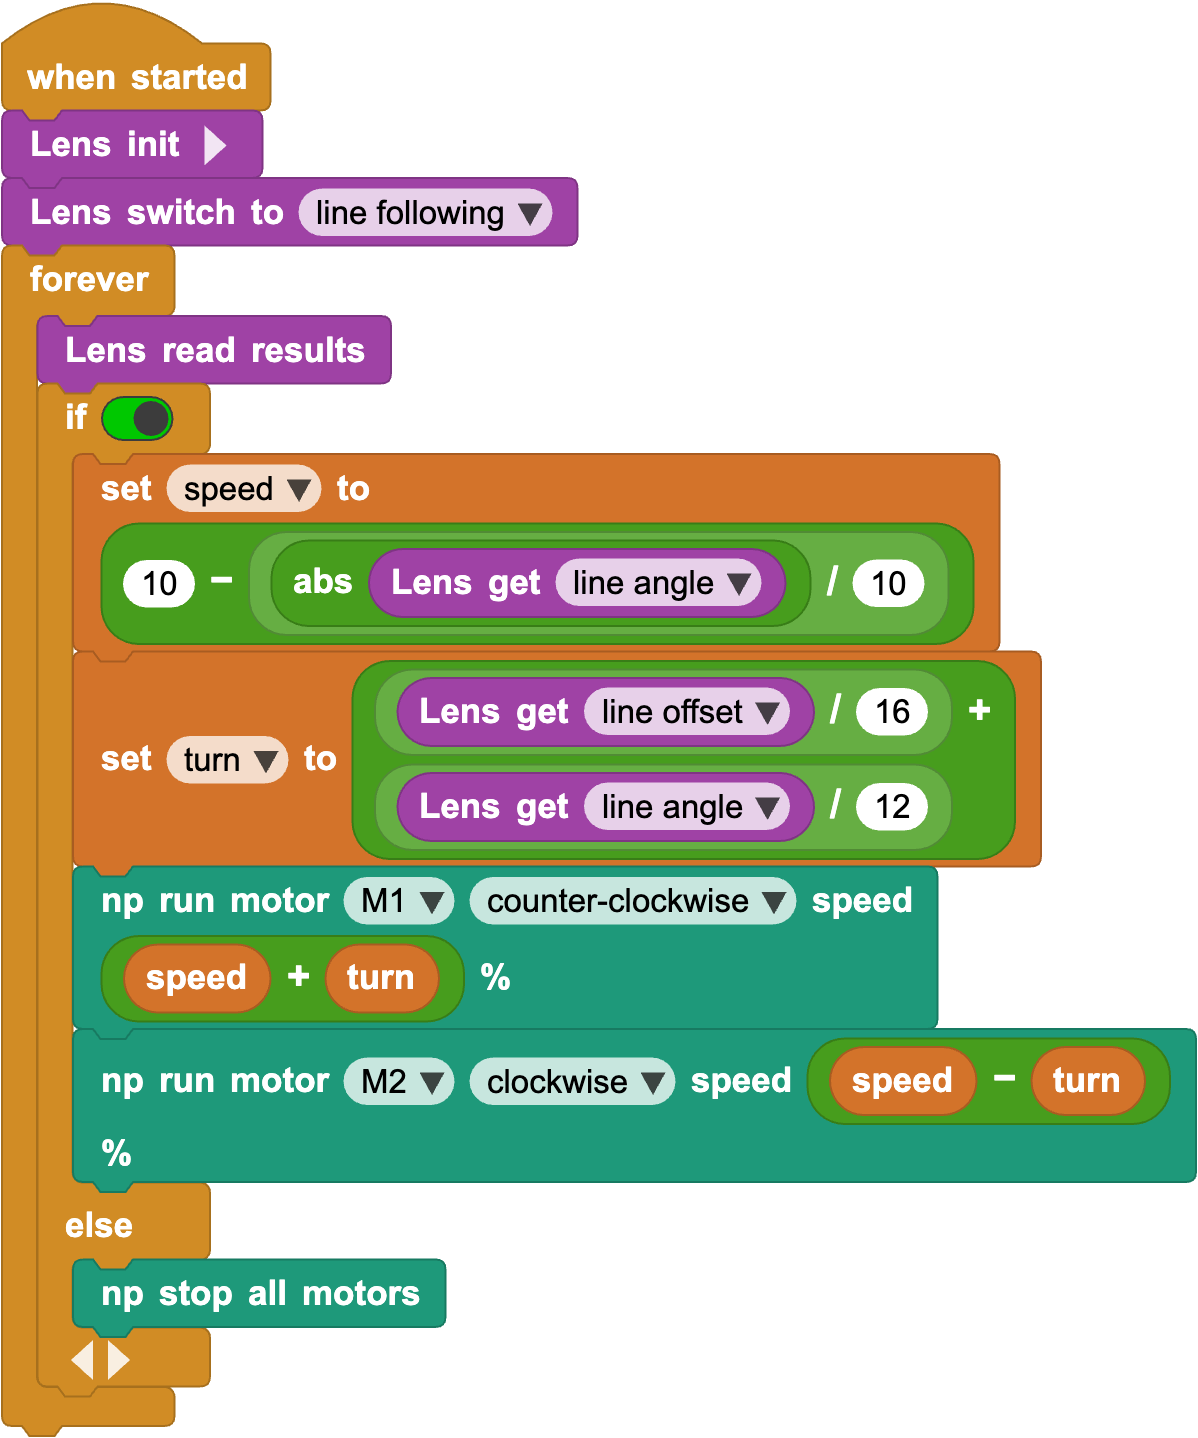 when started
Lens init
Lens switch to line following
forever
Lens read results
if
set speed to
10 − abs Lens get line angle / 10
Lens get line offset / 16 +
set turn to
Lens get line angle / 12
np run motor M1 counter-clockwise speed
speed + turn %
np run motor M2 clockwise speed speed − turn
%
else
np stop all motors